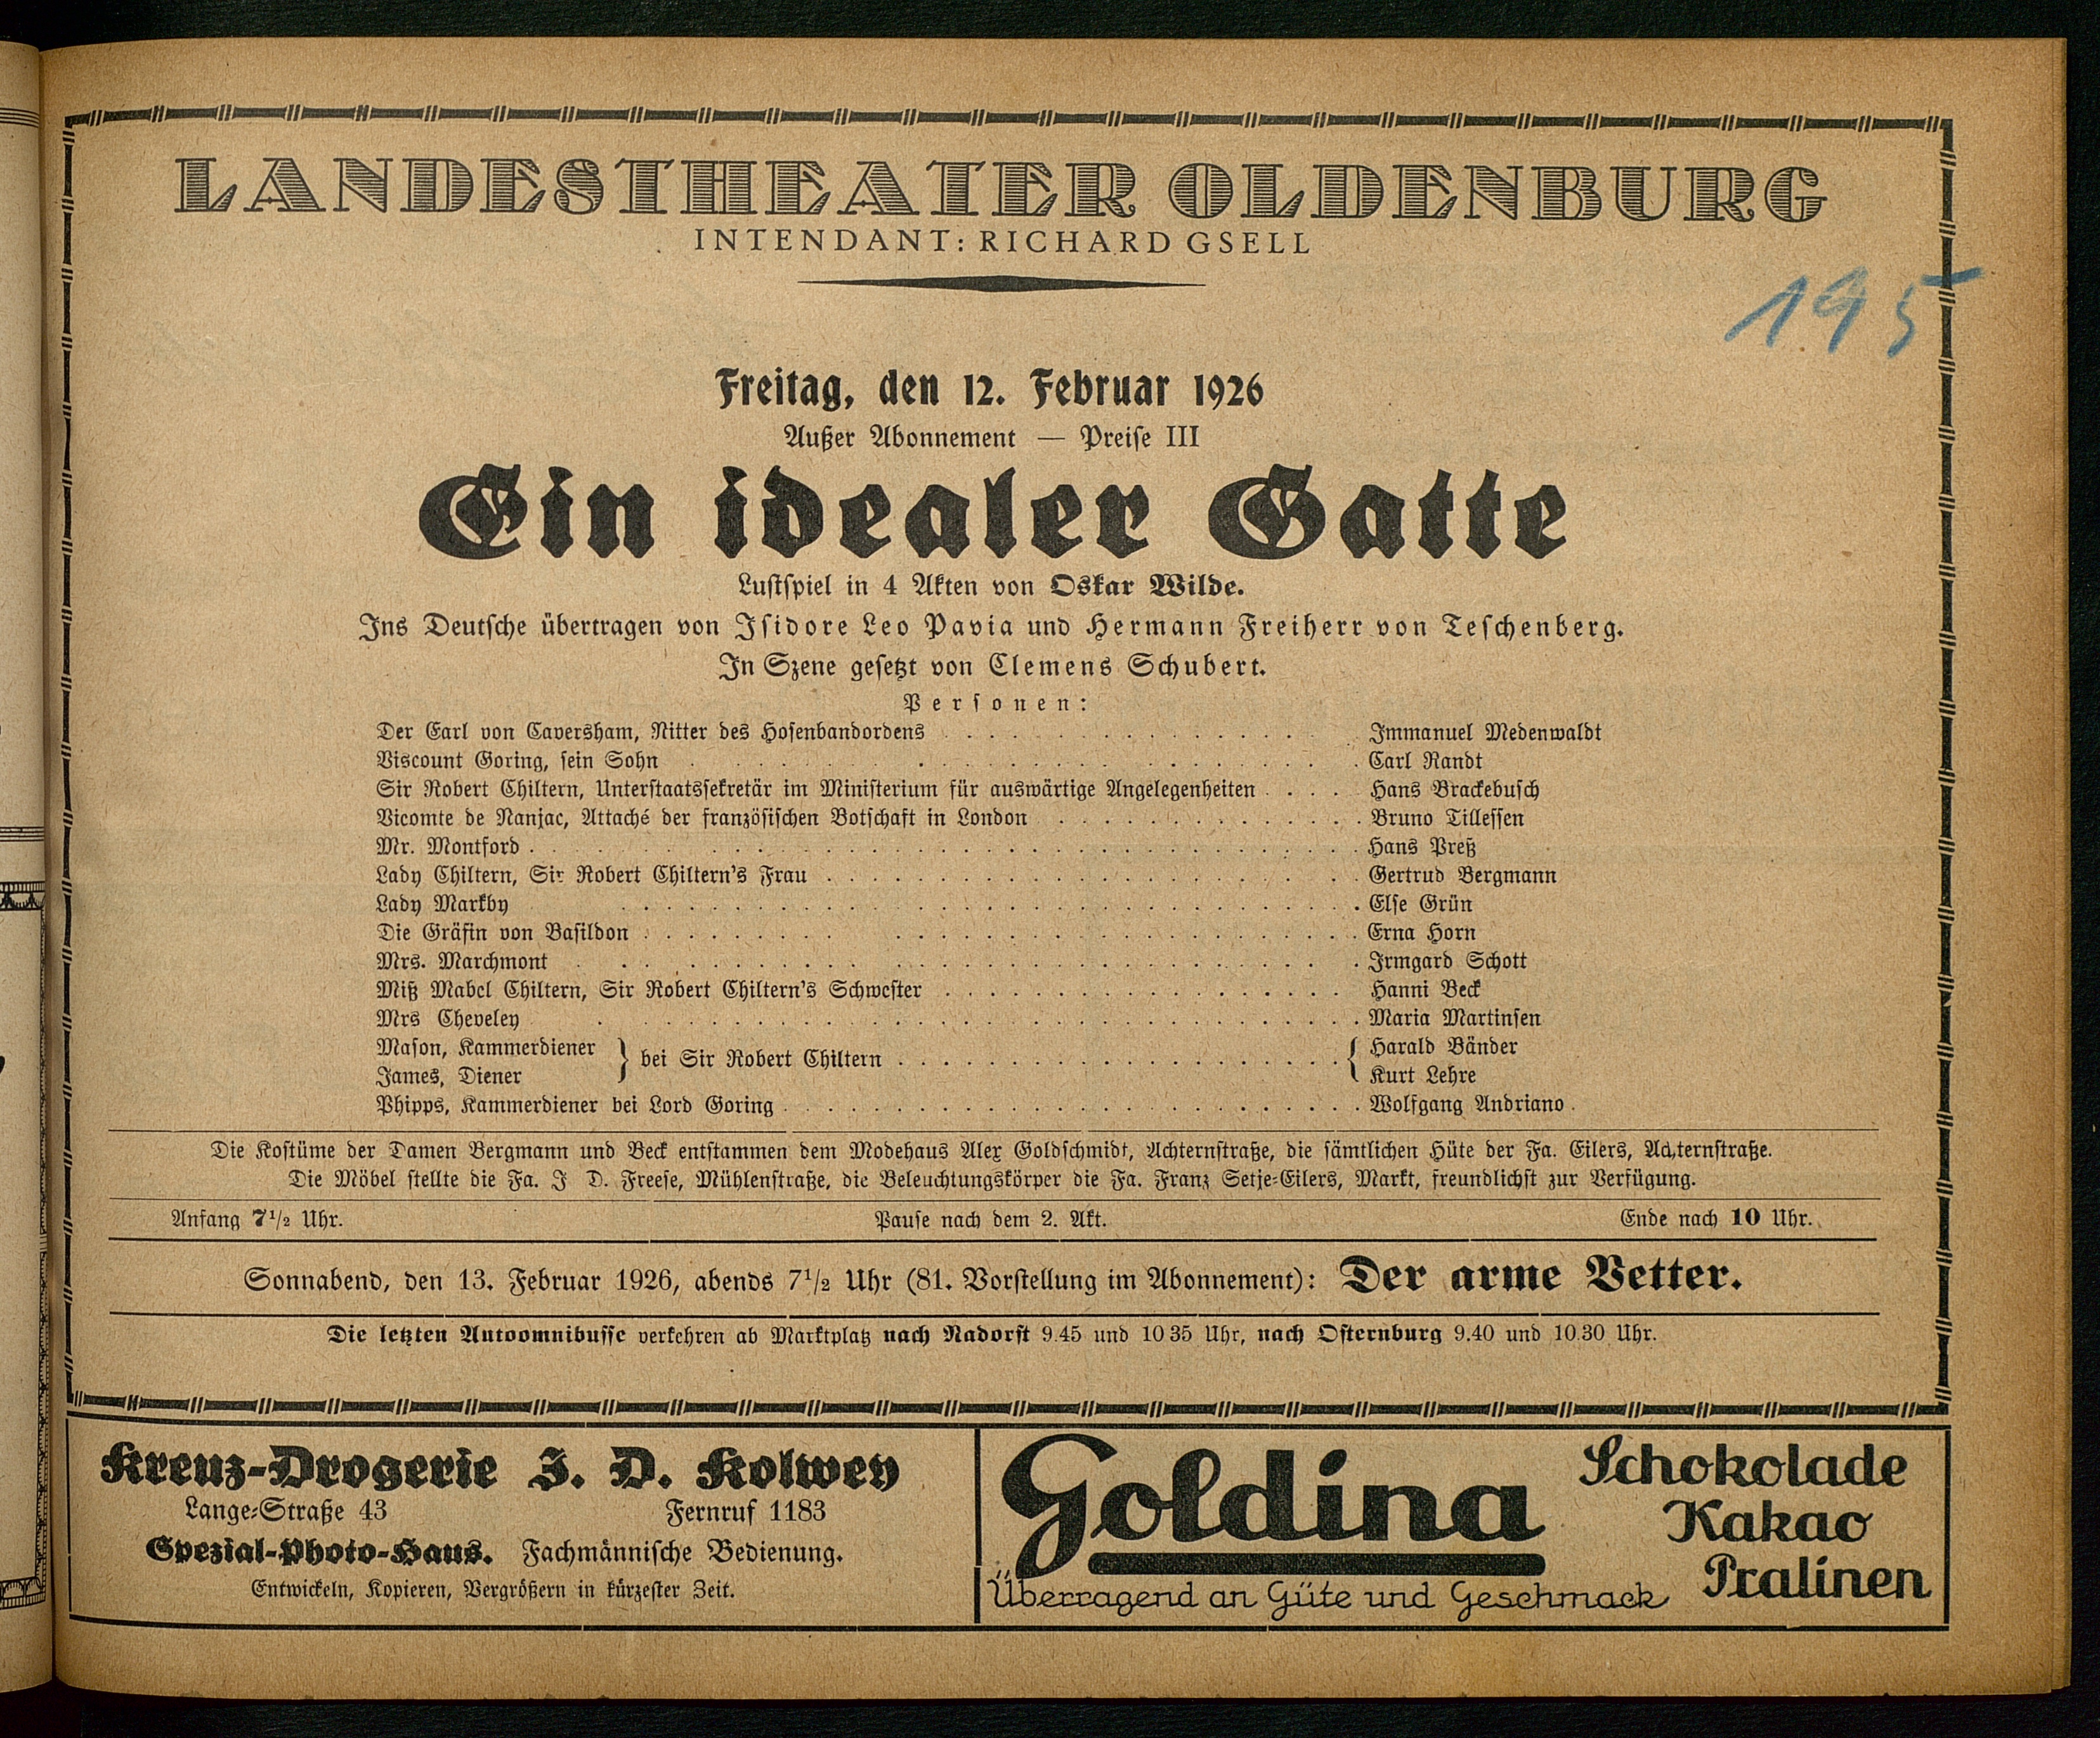 LANDESTHEATER OLDENBURG
INTENDANT: RICHARD GSELL
195
Freitag, den 12. Februar 1926
Außer Abonnement — Preise III
Ein idealer Gatte
Lustspiel in 4 Akten von Oskar Wilde.
Ins Deutsche übertragen von Isidore Leo Pavia und Hermann Freiherr von Teschenberg.
In Szene gesetzt von Clemens Schubert.
Personen:
Der Earl von Caversham, Ritter des Hosenbandordens . . . . . Immanuel Medenwaldt
Viscount Goring, sein Sohn . . . . . Carl Randt
Sir Robert Chiltern, Unterstaatssekretär im Ministerium für auswärtige Angelegenheiten . . . . Hans Brackebusch
Vicomte de Nanjac, Attaché der französischen Botschaft in London . . . . . Bruno Tillessen
Mr. Montford . . . . . Hans Preß
Lady Chiltern, Sir Robert Chiltern's Frau . . . . . Gertrud Bergmann
Lady Markby . . . . . Else Grün
Die Gräfin von Basildon . . . . . Erna Horn
Mrs. Marchmont . . . . . Irmgard Schott
Miß Mabel Chiltern, Sir Robert Chiltern's Schwester . . . . . Hanni Beck
Mrs Cheveley . . . . . Maria Martinsen
Mason, Kammerdiener } bei Sir Robert Chiltern . . . . . { Harald Bänder
James, Diener } { Kurt Lehre
Phipps, Kammerdiener bei Lord Goring . . . . . Wolfgang Andriano
Die Kostüme der Damen Bergmann und Beck entstammen dem Modehaus Alex Goldschmidt, Achternstraße, die sämtlichen Hüte der Fa. Eilers, Achternstraße.
Die Möbel stellte die Fa. J D. Freese, Mühlenstraße, die Beleuchtungskörper die Fa. Franz Setje-Eilers, Markt, freundlichst zur Verfügung.
Anfang 7 1/2 Uhr. Pause nach dem 2. Akt. Ende nach 10 Uhr.
Sonnabend, den 13. Februar 1926, abends 7 1/2 Uhr (81. Vorstellung im Abonnement): Der arme Vetter.
Die letzten Autoomnibusse verkehren ab Marktplatz nach Nadorst 9.45 und 10 35 Uhr, nach Osternburg 9.40 und 10.30 Uhr.
Kreuz-Drogerie J. D. Kolwey
Lange-Straße 43 Fernruf 1183
Spezial-Photo-Haus. Fachmännische Bedienung.
Entwickeln, Kopieren, Vergrößern in kürzester Zeit.
Goldina
Schokolade
Kakao
Pralinen
Überragend an Güte und Geschmack